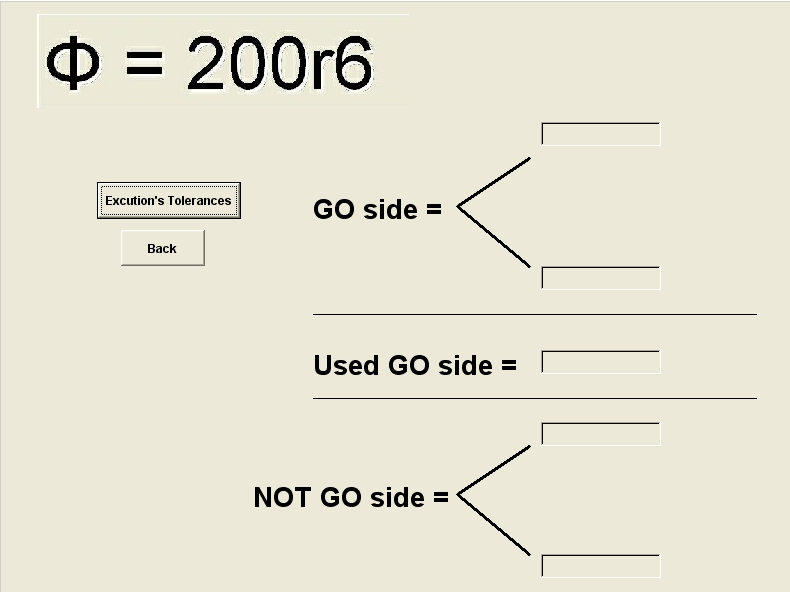 Φ = 200r6
Excution's Tolerances
Back
GO side =
Used GO side =
NOT GO side =